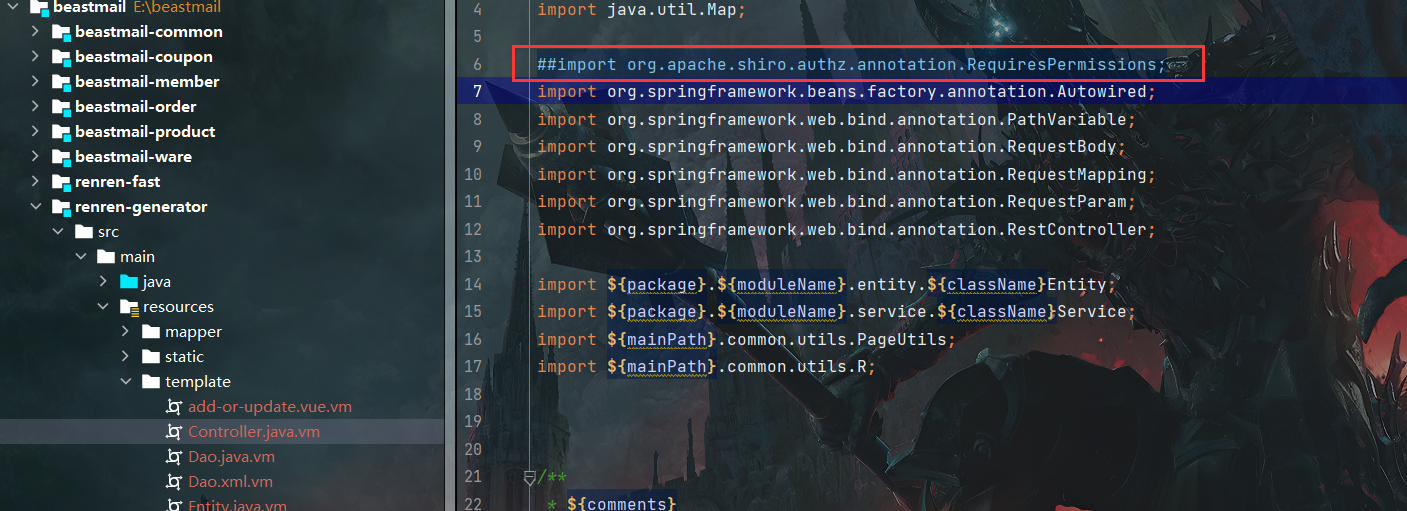 beastmail E:\beastmail
beastmail-common
beastmail-coupon
beastmail-member
beastmail-order
beastmail-product
beastmail-ware
renren-fast
renren-generator
src
main
java
resources
mapper
static
template
add-or-update.vue.vm
Controller.java.vm
Dao.java.vm
Dao.xml.vm
Entity.java.vm
4 import java.util.Map;
5
6 ##import org.apache.shiro.authz.annotation.RequiresPermissions;
7 import org.springframework.beans.factory.annotation.Autowired;
8 import org.springframework.web.bind.annotation.PathVariable;
9 import org.springframework.web.bind.annotation.RequestBody;
10 import org.springframework.web.bind.annotation.RequestMapping;
11 import org.springframework.web.bind.annotation.RequestParam;
12 import org.springframework.web.bind.annotation.RestController;
13
14 import ${package}.${moduleName}.entity.${className}Entity;
15 import ${package}.${moduleName}.service.${className}Service;
16 import ${mainPath}.common.utils.PageUtils;
17 import ${mainPath}.common.utils.R;
18
19
20
21 /**
22 * ${comments}